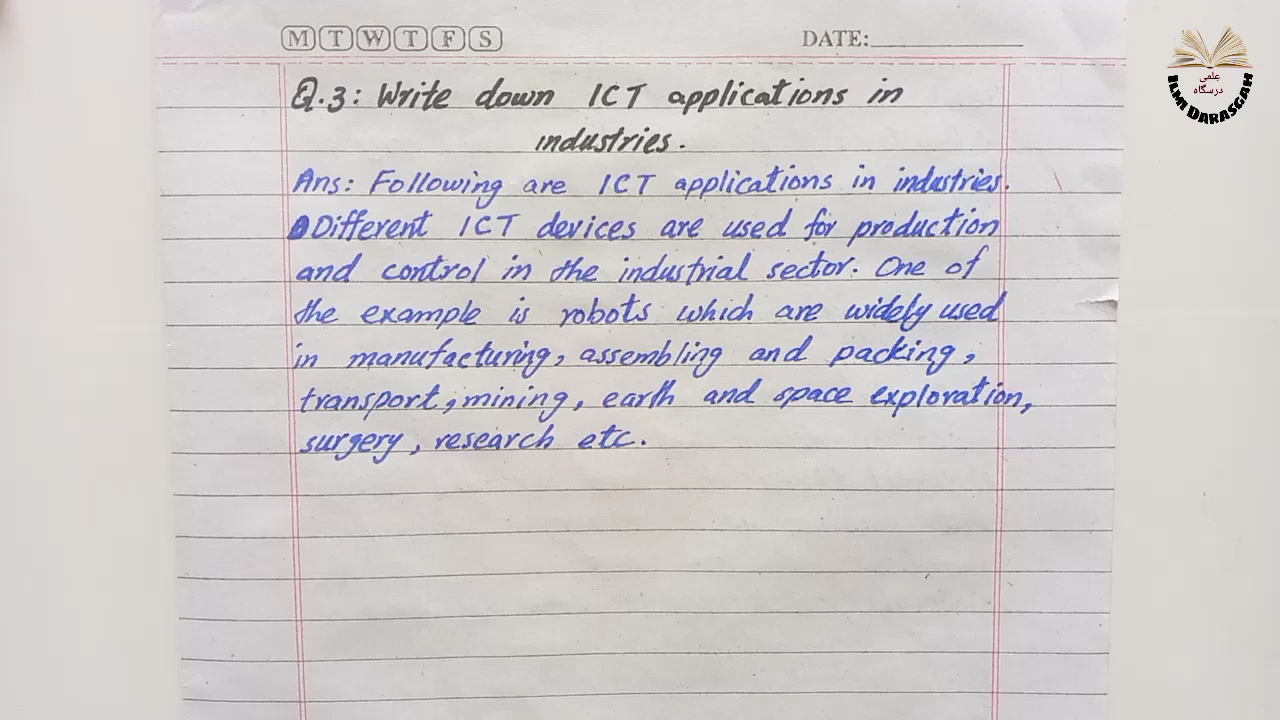 M T W T F S
DATE:
Q.3: Write down ICT applications in
industries.
Ans: Following are ICT applications in industries.
Different ICT devices are used for production
and control in the industrial sector. One of
the example is robots which are widely used
in manufacturing, assembling and packing,
transport, mining, earth and space exploration,
surgery, research etc.
علمی
درسگاہ
ILMI DARASGAH